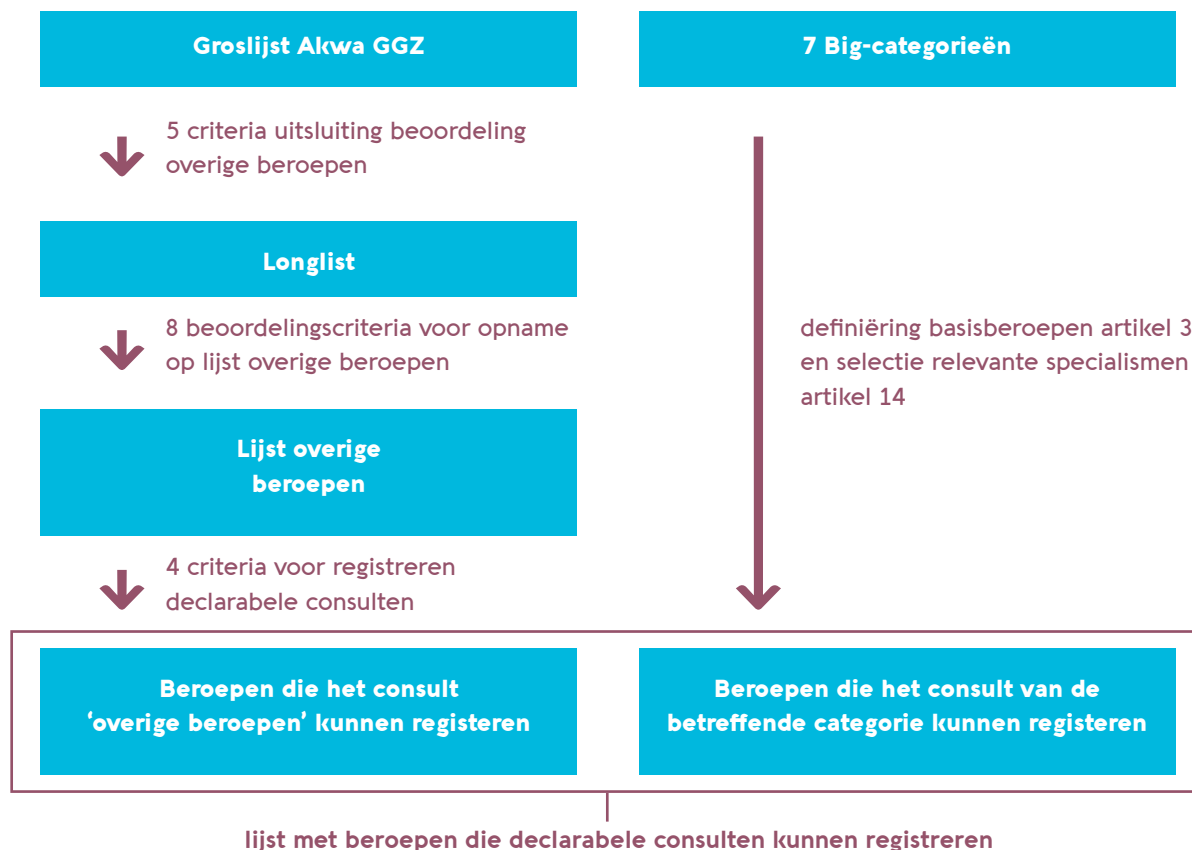 Groslijst Akwa GGZ
7 Big-categorieën
5 criteria uitsluiting beoordeling
overige beroepen
Longlist
8 beoordelingscriteria voor opname
op lijst overige beroepen
definiëring basisberoepen artikel 3
en selectie relevante specialismen
artikel 14
Lijst overige
beroepen
4 criteria voor registreren
declarabele consulten
Beroepen die het consult
‘overige beroepen’ kunnen registeren
Beroepen die het consult van de
betreffende categorie kunnen registeren
lijst met beroepen die declarabele consulten kunnen registreren